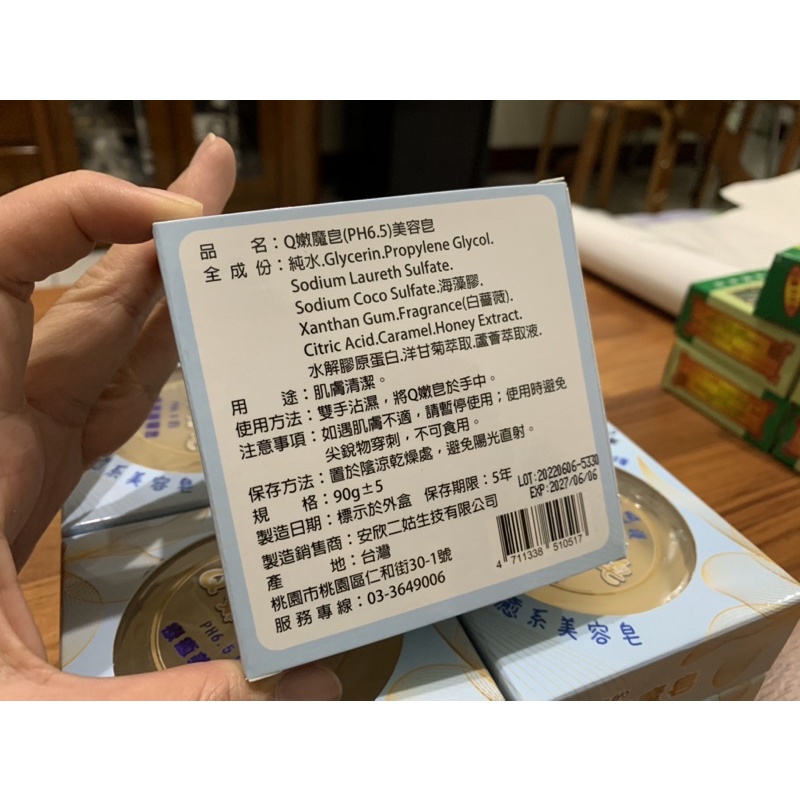 品　　名：Q嫩魔皂(PH6.5)美容皂
全 成 份：純水.Glycerin.Propylene Glycol.
Sodium Laureth Sulfate.
Sodium Coco Sulfate.海藻膠.
Xanthan Gum.Fragrance(白薔薇).
Citric Acid.Caramel.Honey Extract.
水解膠原蛋白.洋甘菊萃取.蘆薈萃取液.
用　　途：肌膚清潔。
使用方法：雙手沾濕，將Q嫩皂於手中。
注意事項：如遇肌膚不適，請暫停使用；使用時避免
尖銳物穿刺，不可食用。
保存方法：置於陰涼乾燥處，避免陽光直射。
規　　格：90g±5
製造日期：標示於外盒 保存期限：5年
製造銷售商：安欣二姑生技有限公司
產　　地：台灣
桃園市桃園區仁和街30-1號
服務專線：03-3649006
LOT:20220606-5330
EXP:2027/06/06
4 711338 510517
系美容皂
PH6.5
癒系美容皂